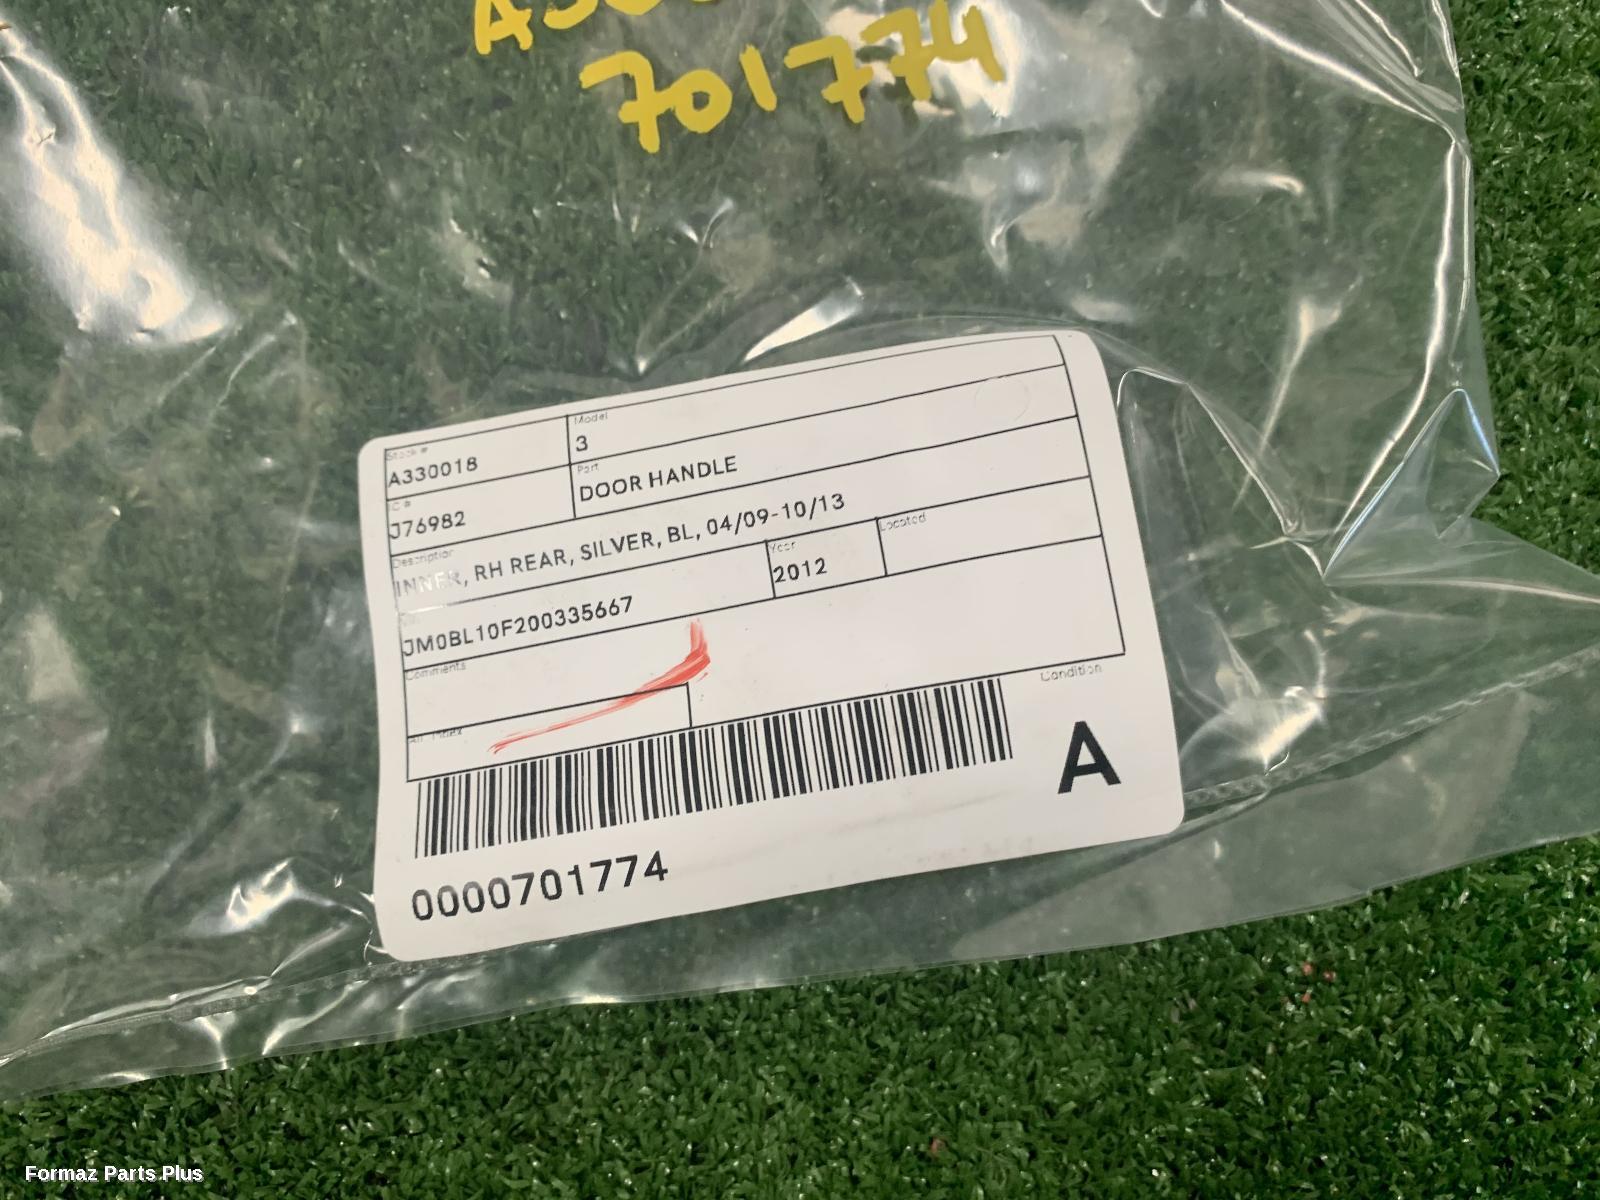 701774
Stock #
A330018
Model
3
IC #
J76982
Part
DOOR HANDLE
Description
INNER, RH REAR, SILVER, BL, 04/09-10/13
JM0BL10F200335667
Year
2012
Located
Comments
Condition
A
0000701774
Formaz Parts Plus